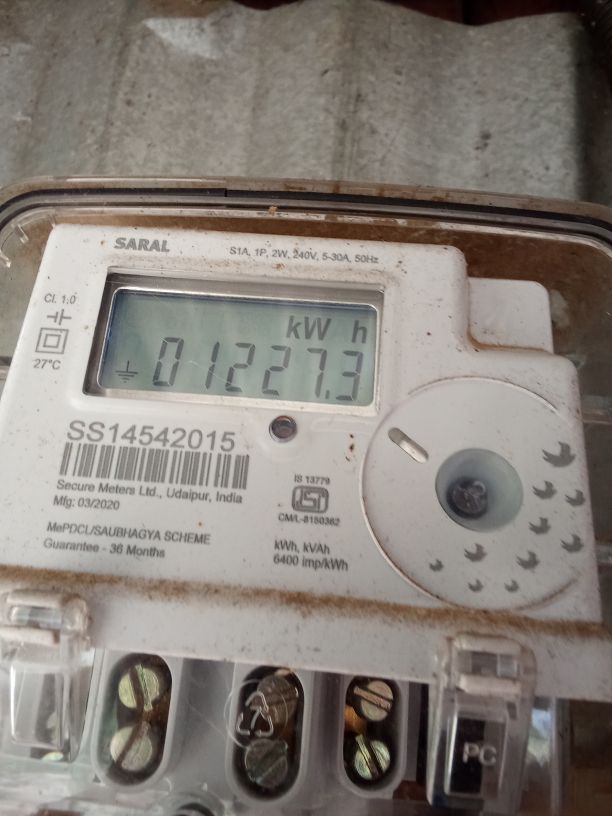 SARAL
S1A, 1P, 2W, 240V, 5-30A, 50Hz
Cl. 1.0
27°C
kW h
01227.3
SS14542015
Secure Meters Ltd., Udaipur, India
Mfg: 03/2020
MePDCL/SAUBHAGYA SCHEME
Guarantee - 36 Months
IS 13779
ISI
CM/L-8150362
kWh, kVAh
6400 imp/kWh
PC